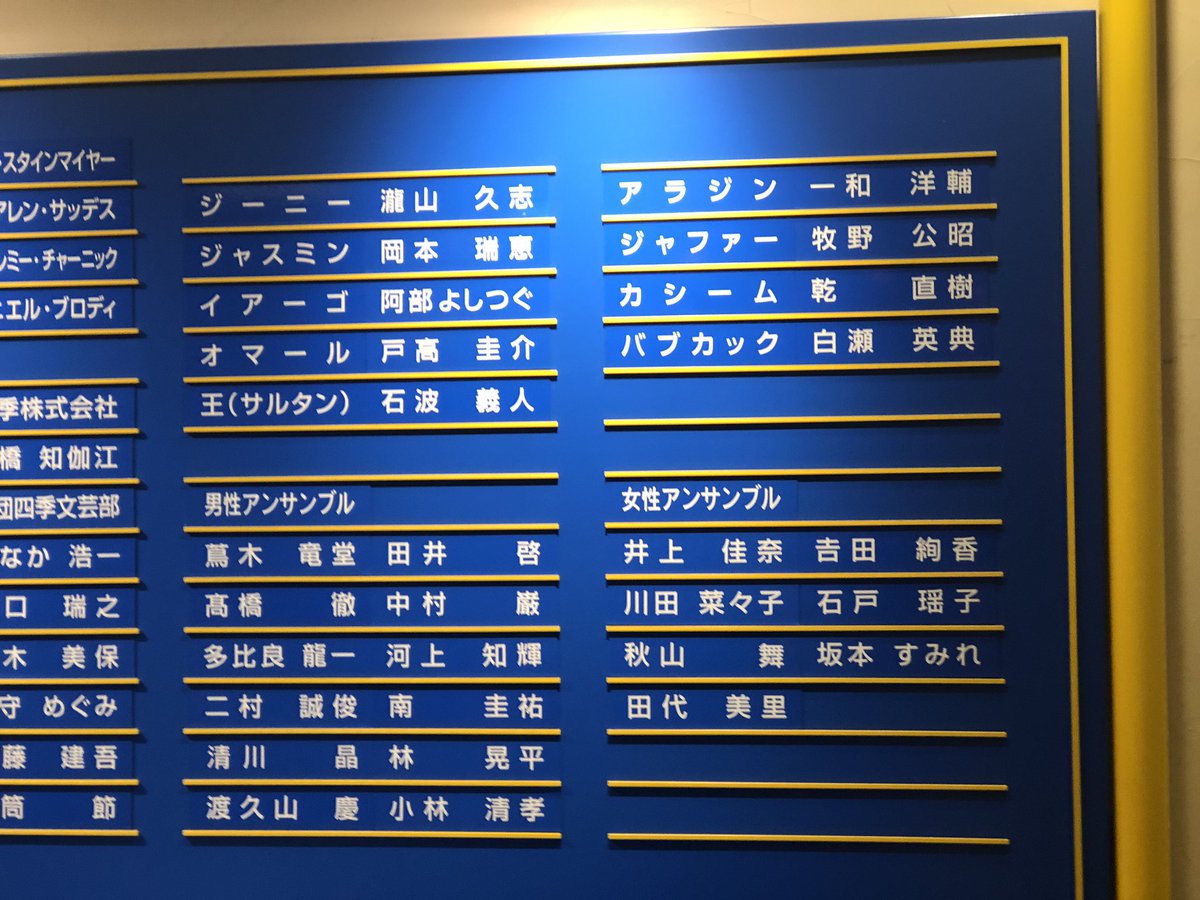 ・スタインマイヤー
アレン・サッデス
レミー・チャーニック
ニエル・ブロディ
季株式会社
橋 知伽江
団四季文芸部
なか 浩一
口 瑞之
木 美保
守 めぐみ
藤 建吾
筒 節
ジーニー 瀧山 久志
ジャスミン 岡本 瑞恵
イアーゴ 阿部よしつぐ
オマール 戸高 圭介
王(サルタン) 石波 義人
男性アンサンブル
蔦木 竜堂 田井 啓
髙橋 徹 中村 巌
多比良 龍一 河上 知輝
二村 誠俊 南 圭祐
清川 晶 林 晃平
渡久山 慶 小林 清孝
アラジン 一和 洋輔
ジャファー 牧野 公昭
カシーム 乾 直樹
バブカック 白瀬 英典
女性アンサンブル
井上 佳奈 吉田 絢香
川田 菜々子 石戸 瑶子
秋山 舞 坂本 すみれ
田代 美里